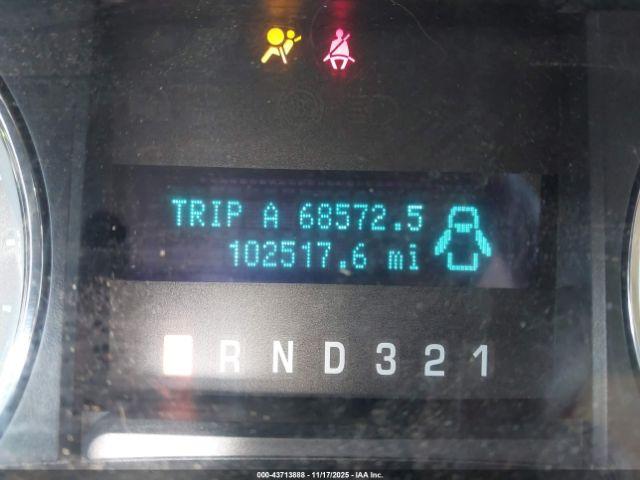 TRIP A 68572.5
102517.6 mi
R N D 3 2 1
000-43713888 - 11/17/2025 - IAA Inc.